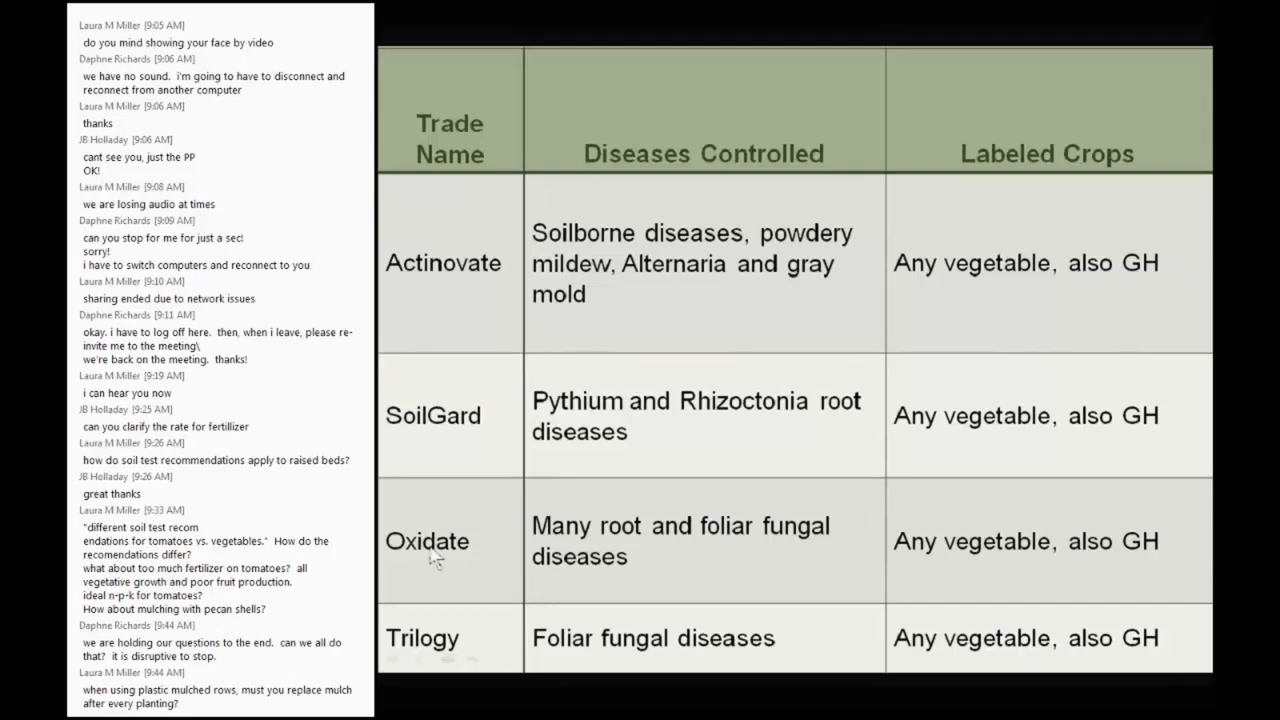 Laura M Miller [9:05 AM]
do you mind showing your face by video
Daphne Richards [9:06 AM]
we have no sound. i'm going to have to disconnect and
reconnect from another computer
Laura M Miller [9:06 AM]
thanks
JB Holladay [9:06 AM]
cant see you, just the PP
OK!
Laura M Miller [9:08 AM]
we are losing audio at times
Daphne Richards [9:09 AM]
can you stop for me for just a sec!
sorry!
i have to switch computers and reconnect to you
Laura M Miller [9:10 AM]
sharing ended due to network issues
Daphne Richards [9:11 AM]
okay. i have to log off here. then, when i leave, please re-
invite me to the meeting\
we're back on the meeting. thanks!
Laura M Miller [9:19 AM]
i can hear you now
JB Holladay [9:25 AM]
can you clarify the rate for fertillizer
Laura M Miller [9:26 AM]
how do soil test recommendations apply to raised beds?
JB Holladay [9:26 AM]
great thanks
Laura M Miller [9:33 AM]
"different soil test recom
endations for tomatoes vs. vegetables." How do the
recomendations differ?
what about too much fertilizer on tomatoes? all
vegetative growth and poor fruit production.
ideal n-p-k for tomatoes?
How about mulching with pecan shells?
Daphne Richards [9:44 AM]
we are holding our questions to the end. can we all do
that? it is disruptive to stop.
Laura M Miller [9:44 AM]
when using plastic mulched rows, must you replace mulch
after every planting?
Trade
Name
Diseases Controlled
Labeled Crops
Actinovate
Soilborne diseases, powdery
mildew, Alternaria and gray
mold
Any vegetable, also GH
SoilGard
Pythium and Rhizoctonia root
diseases
Any vegetable, also GH
Oxidate
Many root and foliar fungal
diseases
Any vegetable, also GH
Trilogy
Foliar fungal diseases
Any vegetable, also GH